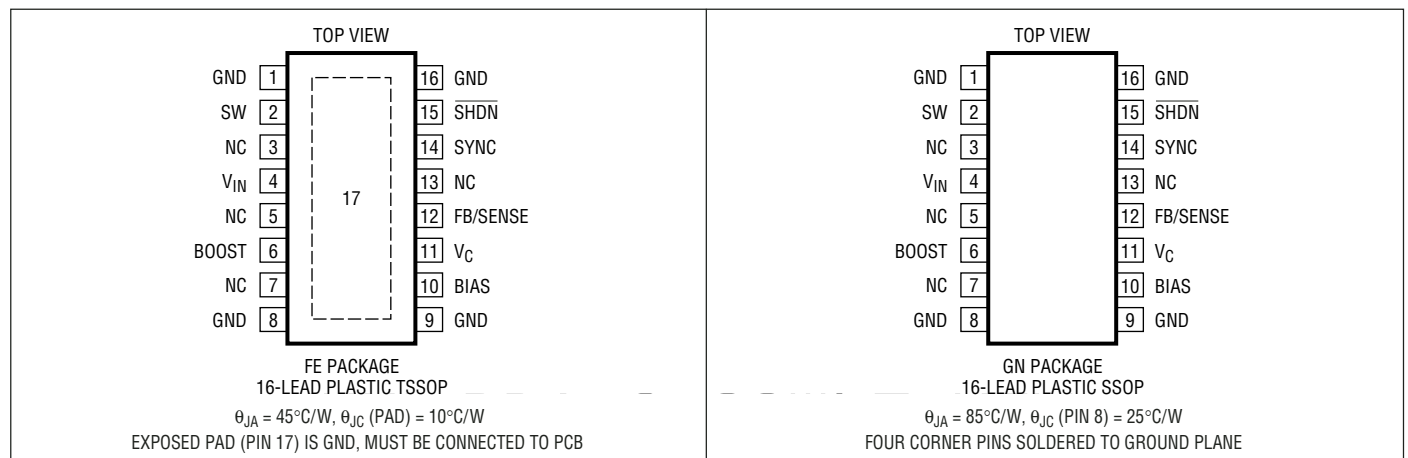 TOP VIEW
GND 1
SW 2
NC 3
VIN 4
NC 5
BOOST 6
NC 7
GND 8
17
16 GND
15 SHDN
14 SYNC
13 NC
12 FB/SENSE
11 VC
10 BIAS
9 GND
FE PACKAGE
16-LEAD PLASTIC TSSOP
θJA = 45°C/W, θJC (PAD) = 10°C/W
EXPOSED PAD (PIN 17) IS GND, MUST BE CONNECTED TO PCB
TOP VIEW
GND 1
SW 2
NC 3
VIN 4
NC 5
BOOST 6
NC 7
GND 8
16 GND
15 SHDN
14 SYNC
13 NC
12 FB/SENSE
11 VC
10 BIAS
9 GND
GN PACKAGE
16-LEAD PLASTIC SSOP
θJA = 85°C/W, θJC (PIN 8) = 25°C/W
FOUR CORNER PINS SOLDERED TO GROUND PLANE